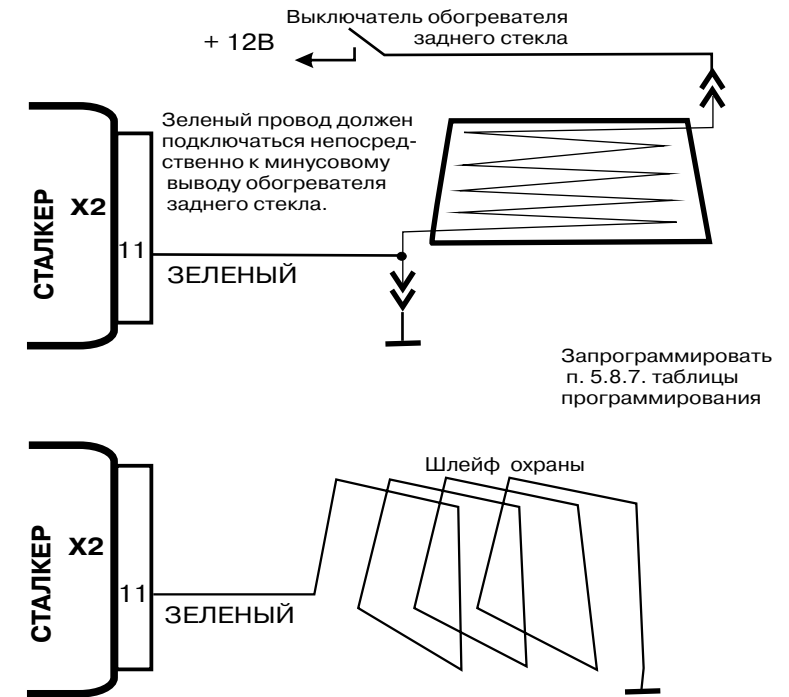 Выключатель обогревателя
заднего стекла
+ 12В
Зеленый провод должен
подключаться непосред-
ственно к минусовому
выводу обогревателя
заднего стекла.
СТАЛКЕР
X2
11
ЗЕЛЕНЫЙ
Запрограммировать
п. 5.8.7. таблицы
программирования
Шлейф охраны
СТАЛКЕР
X2
11
ЗЕЛЕНЫЙ